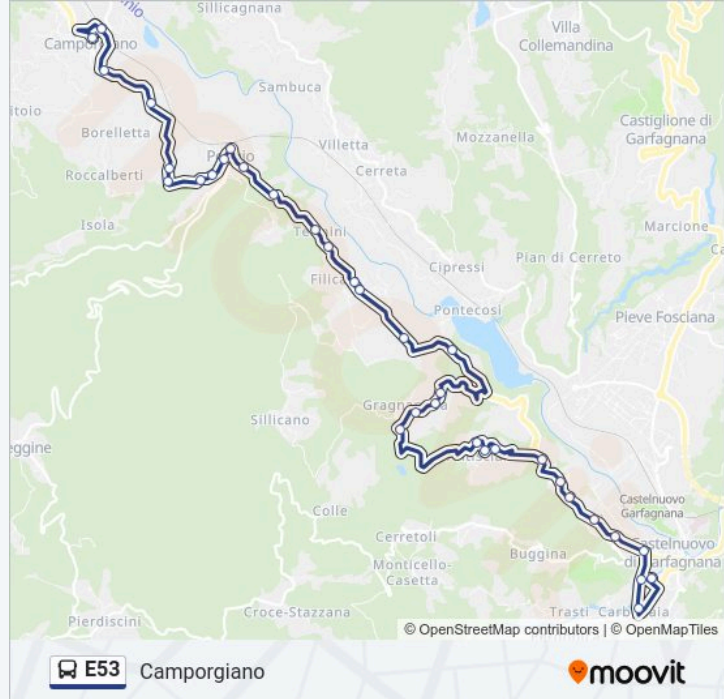 Sillicagnana
Camporgiano
Villa
Collemandina
Sambuca
Castiglione di
Garfagnana
Borelletta
Villetta
Mozzanella
Roccalberti
Cerreta
Isola
Marcione
Pian di Cerreto
Cipressi
Pontecosi
Pieve Fosciana
Sillicano
eggine
Colle
Castelnuovo
Garfagnana
Cerretoli
Buggina
Castelnuovo
di Garfagnana
Monticello-
Casetta
Croce-Stazzana
Trasti
Pierdiscini
© OpenStreetMap contributors | © OpenMapTiles
E53 Camporgiano
moovit